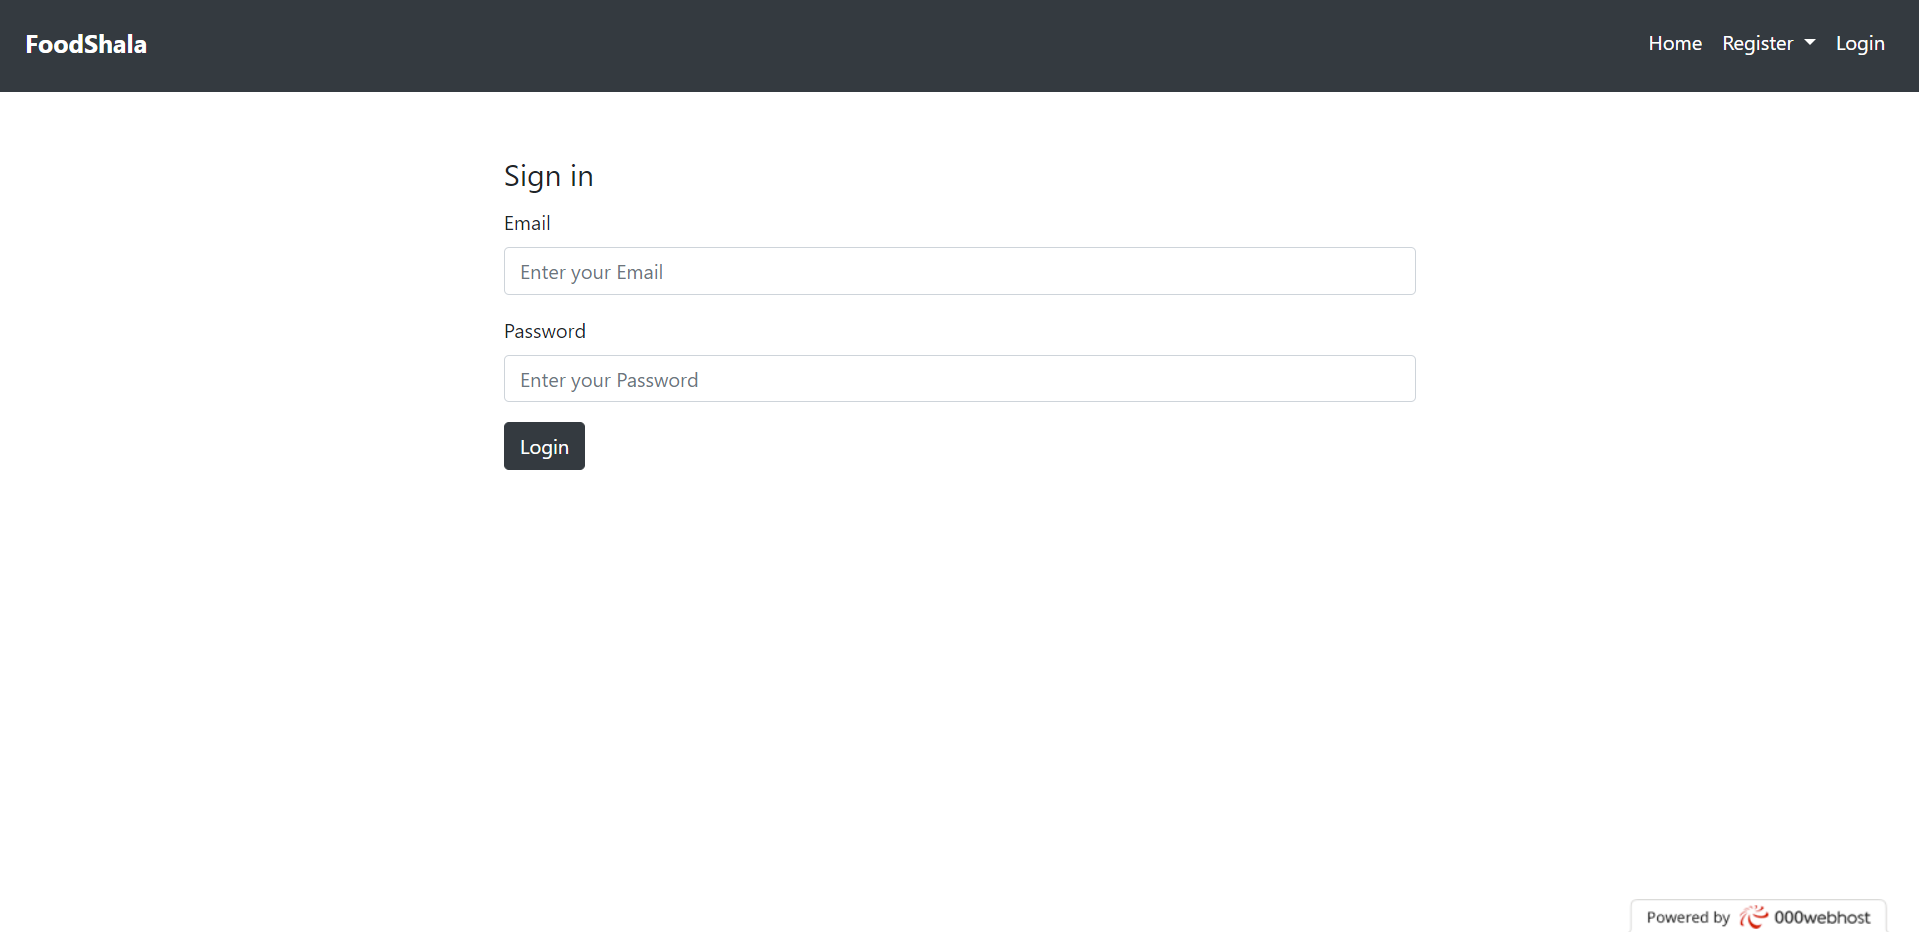 FoodShala
Home Register Login
Sign in
Email
Enter your Email
Password
Enter your Password
Login
Powered by 000webhost